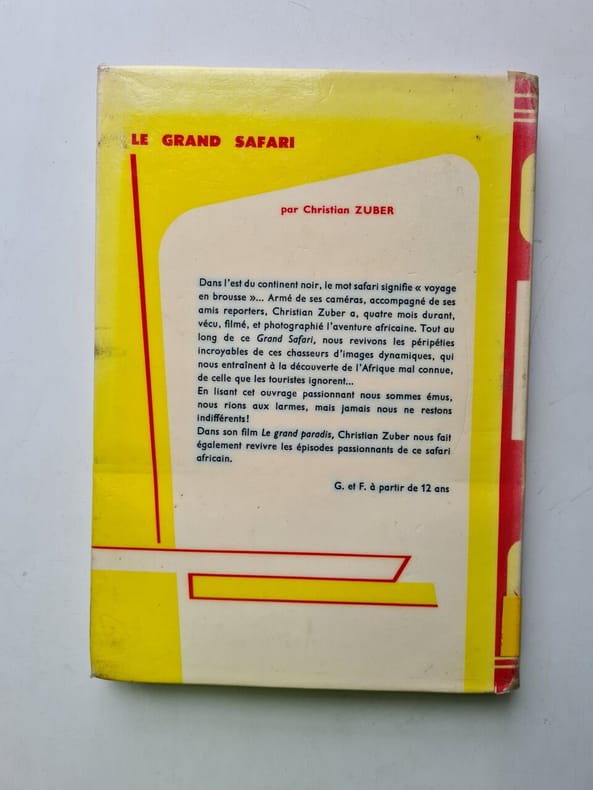 LE GRAND SAFARI
par Christian ZUBER
Dans l'est du continent noir, le mot safari signifie « voyage
en brousse »... Armé de ses caméras, accompagné de ses
amis reporters, Christian Zuber a, quatre mois durant,
vécu, filmé, et photographié l'aventure africaine. Tout au
long de ce Grand Safari, nous revivons les péripéties
incroyables de ces chasseurs d'images dynamiques, qui
nous entraînent à la découverte de l'Afrique mal connue,
de celle que les touristes ignorent...
En lisant cet ouvrage passionnant nous sommes émus,
nous rions aux larmes, mais jamais nous ne restons
indifférents!
Dans son film Le grand paradis, Christian Zuber nous fait
également revivre les épisodes passionnants de ce safari
africain.
G. et F. à partir de 12 ans